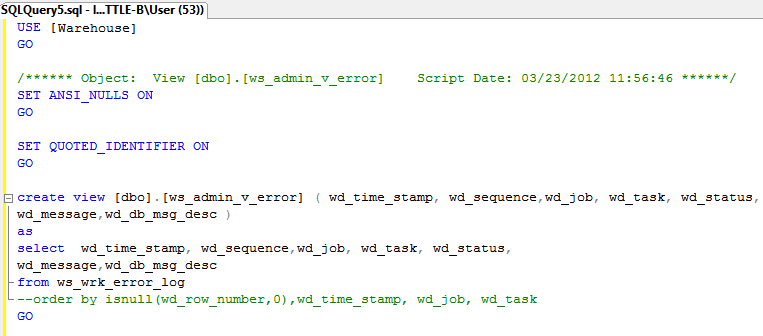 SQLQuery5.sql - I...TTLE-B\User (53))
USE [Warehouse]
GO
/****** Object:  View [dbo].[ws_admin_v_error]    Script Date: 03/23/2012 11:56:46 ******/
SET ANSI_NULLS ON
GO
SET QUOTED_IDENTIFIER ON
GO
create view [dbo].[ws_admin_v_error] ( wd_time_stamp, wd_sequence,wd_job, wd_task, wd_status,
wd_message,wd_db_msg_desc )
as
select  wd_time_stamp, wd_sequence,wd_job, wd_task, wd_status,
wd_message,wd_db_msg_desc
from ws_wrk_error_log
--order by isnull(wd_row_number,0),wd_time_stamp, wd_job, wd_task
GO